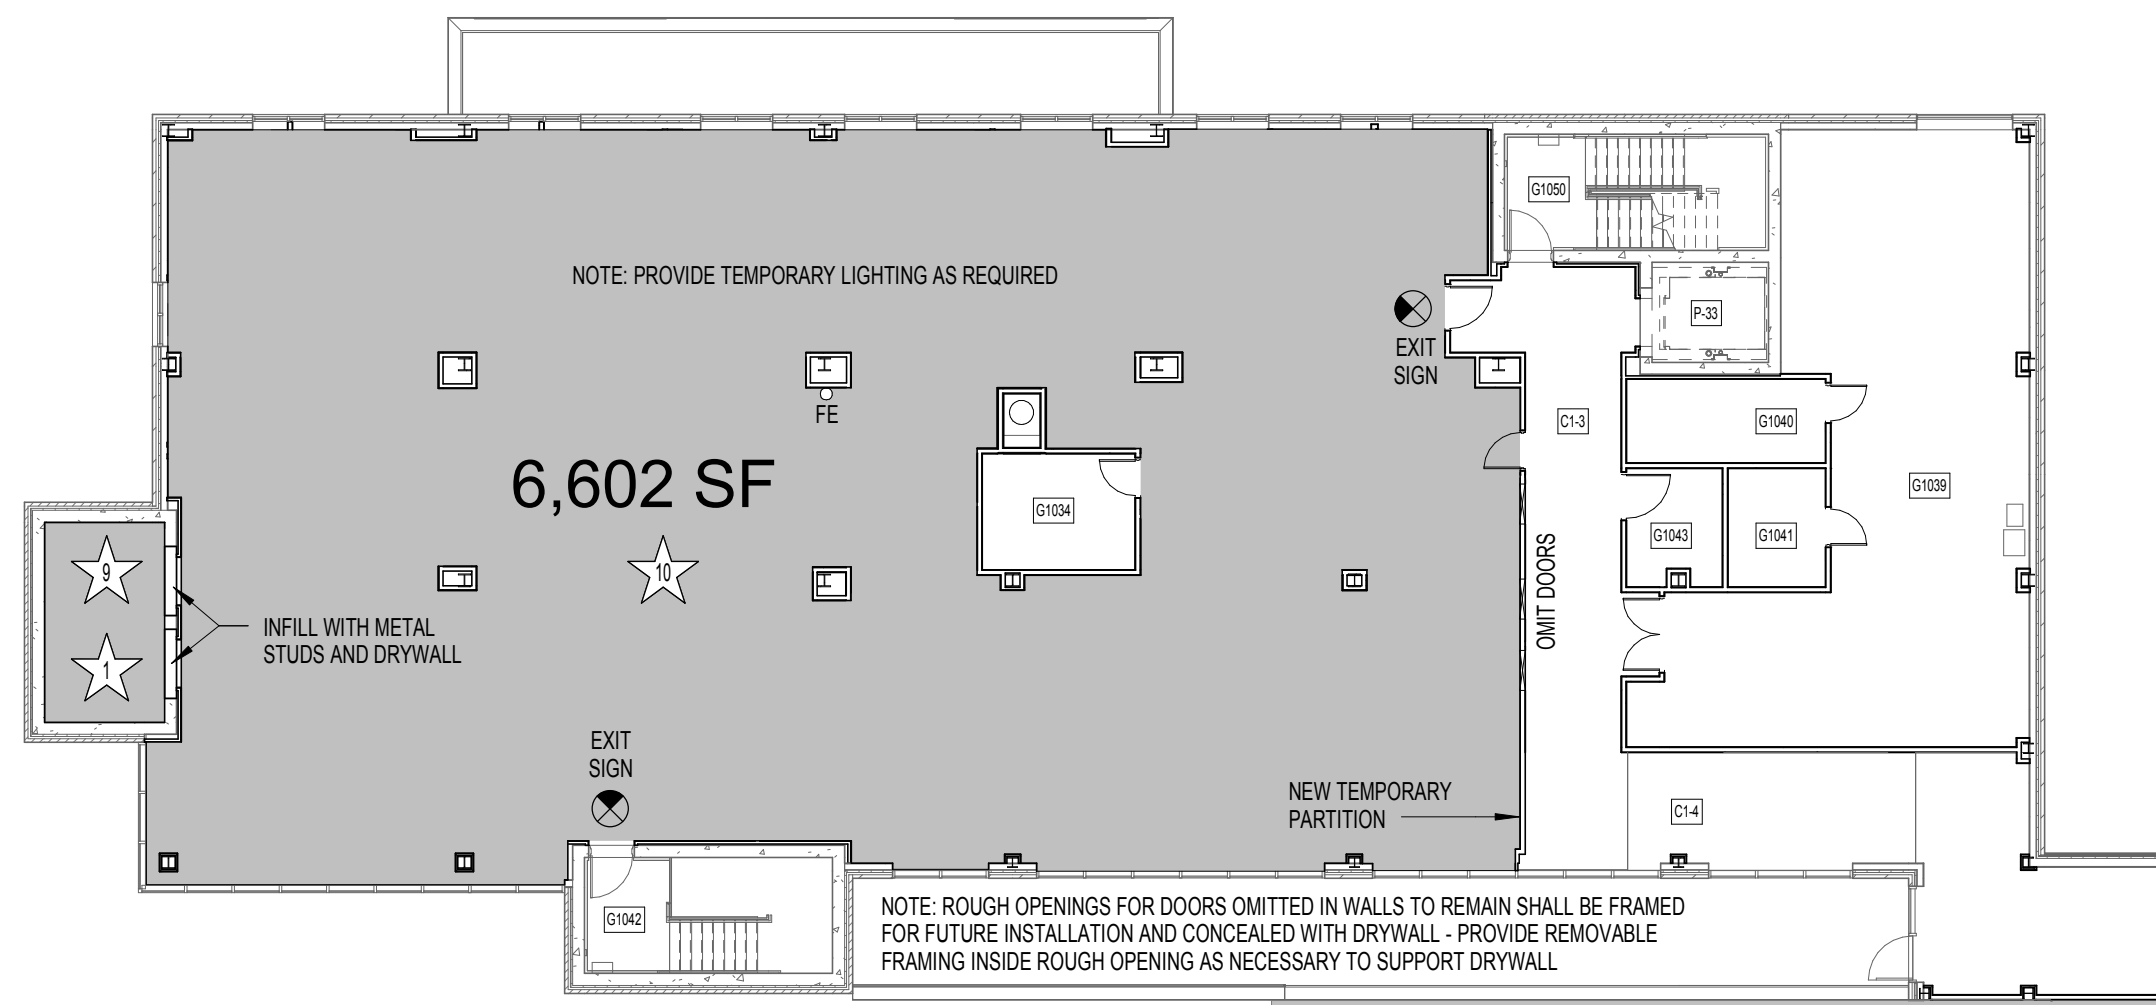 G1050
NOTE: PROVIDE TEMPORARY LIGHTING AS REQUIRED
P-33
EXIT
SIGN
FE
C1-3
G1040
6,602 SF
G1039
G1034
G1043
G1041
OMIT DOORS
9
10
INFILL WITH METAL
STUDS AND DRYWALL
1
EXIT
SIGN
NEW TEMPORARY
PARTITION
C1-4
G1042
NOTE: ROUGH OPENINGS FOR DOORS OMITTED IN WALLS TO REMAIN SHALL BE FRAMED
FOR FUTURE INSTALLATION AND CONCEALED WITH DRYWALL - PROVIDE REMOVABLE
FRAMING INSIDE ROUGH OPENING AS NECESSARY TO SUPPORT DRYWALL